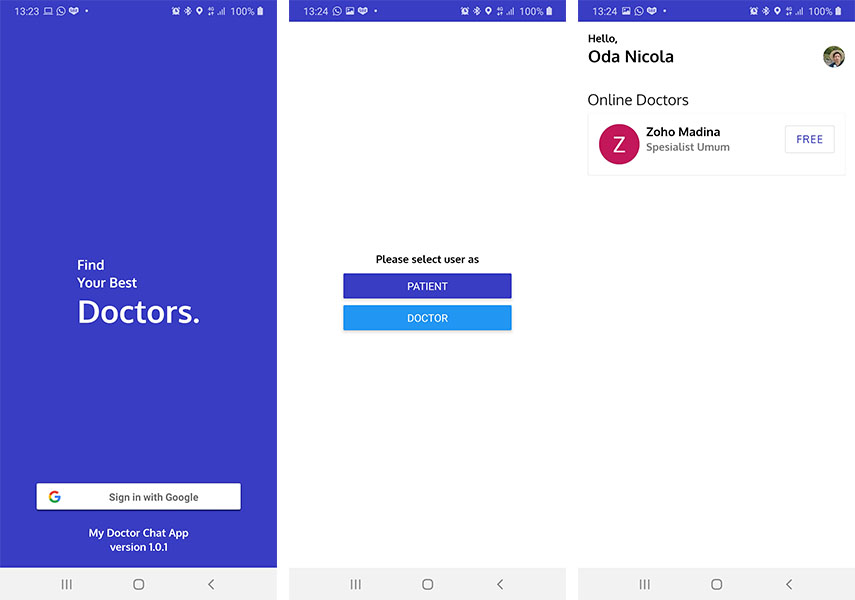 13:23 100%
Find
Your Best
Doctors.
Sign in with Google
My Doctor Chat App
version 1.0.1
13:24 100%
Please select user as
PATIENT
DOCTOR
13:24 100%
Hello,
Oda Nicola
Online Doctors
Z
Zoho Madina
Spesialist Umum
FREE